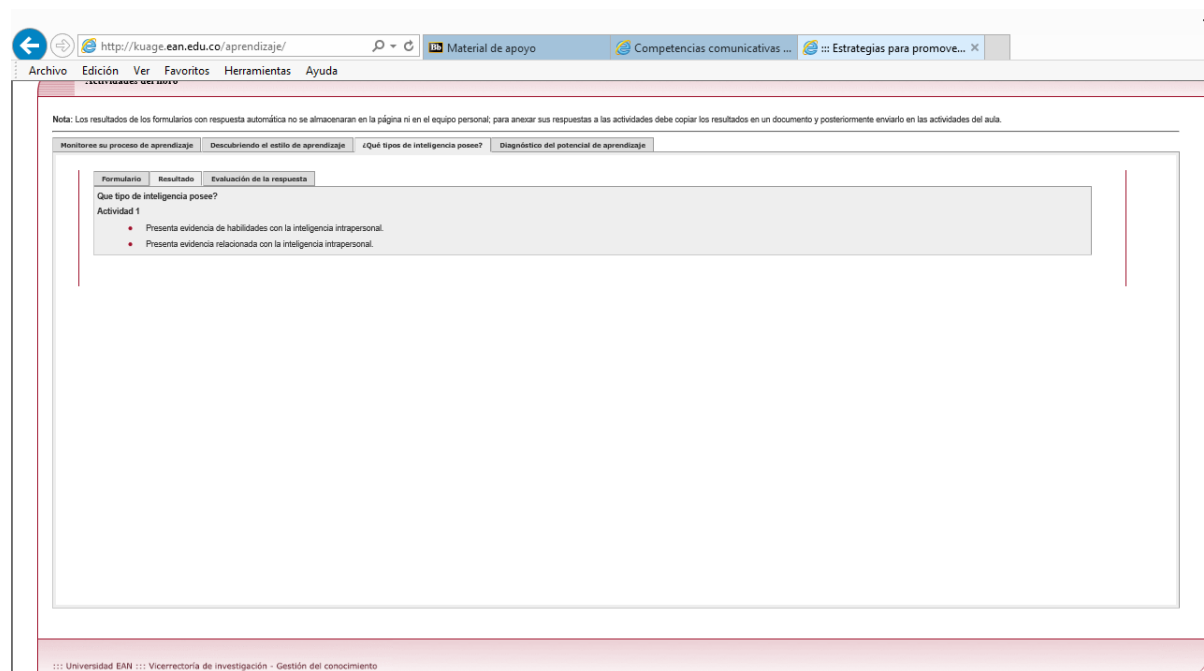 http://kuage.ean.edu.co/aprendizaje/
Bb Material de apoyo
Competencias comunicativas ...
::: Estrategias para promove...
Archivo Edición Ver Favoritos Herramientas Ayuda
Actividades del libro
Nota: Los resultados de los formularios con respuesta automática no se almacenaran en la página ni en el equipo personal; para anexar sus respuestas a las actividades debe copiar los resultados en un documento y posteriormente enviarlo en las actividades del aula.
Monitoree su proceso de aprendizaje Descubriendo el estilo de aprendizaje ¿Qué tipos de inteligencia posee? Diagnóstico del potencial de aprendizaje
Formulario Resultado Evaluación de la respuesta
Que tipo de inteligencia posee?
Actividad 1
Presenta evidencia de habilidades con la inteligencia intrapersonal.
Presenta evidencia relacionada con la inteligencia intrapersonal.
::: Universidad EAN ::: Vicerrectoría de investigación - Gestión del conocimiento